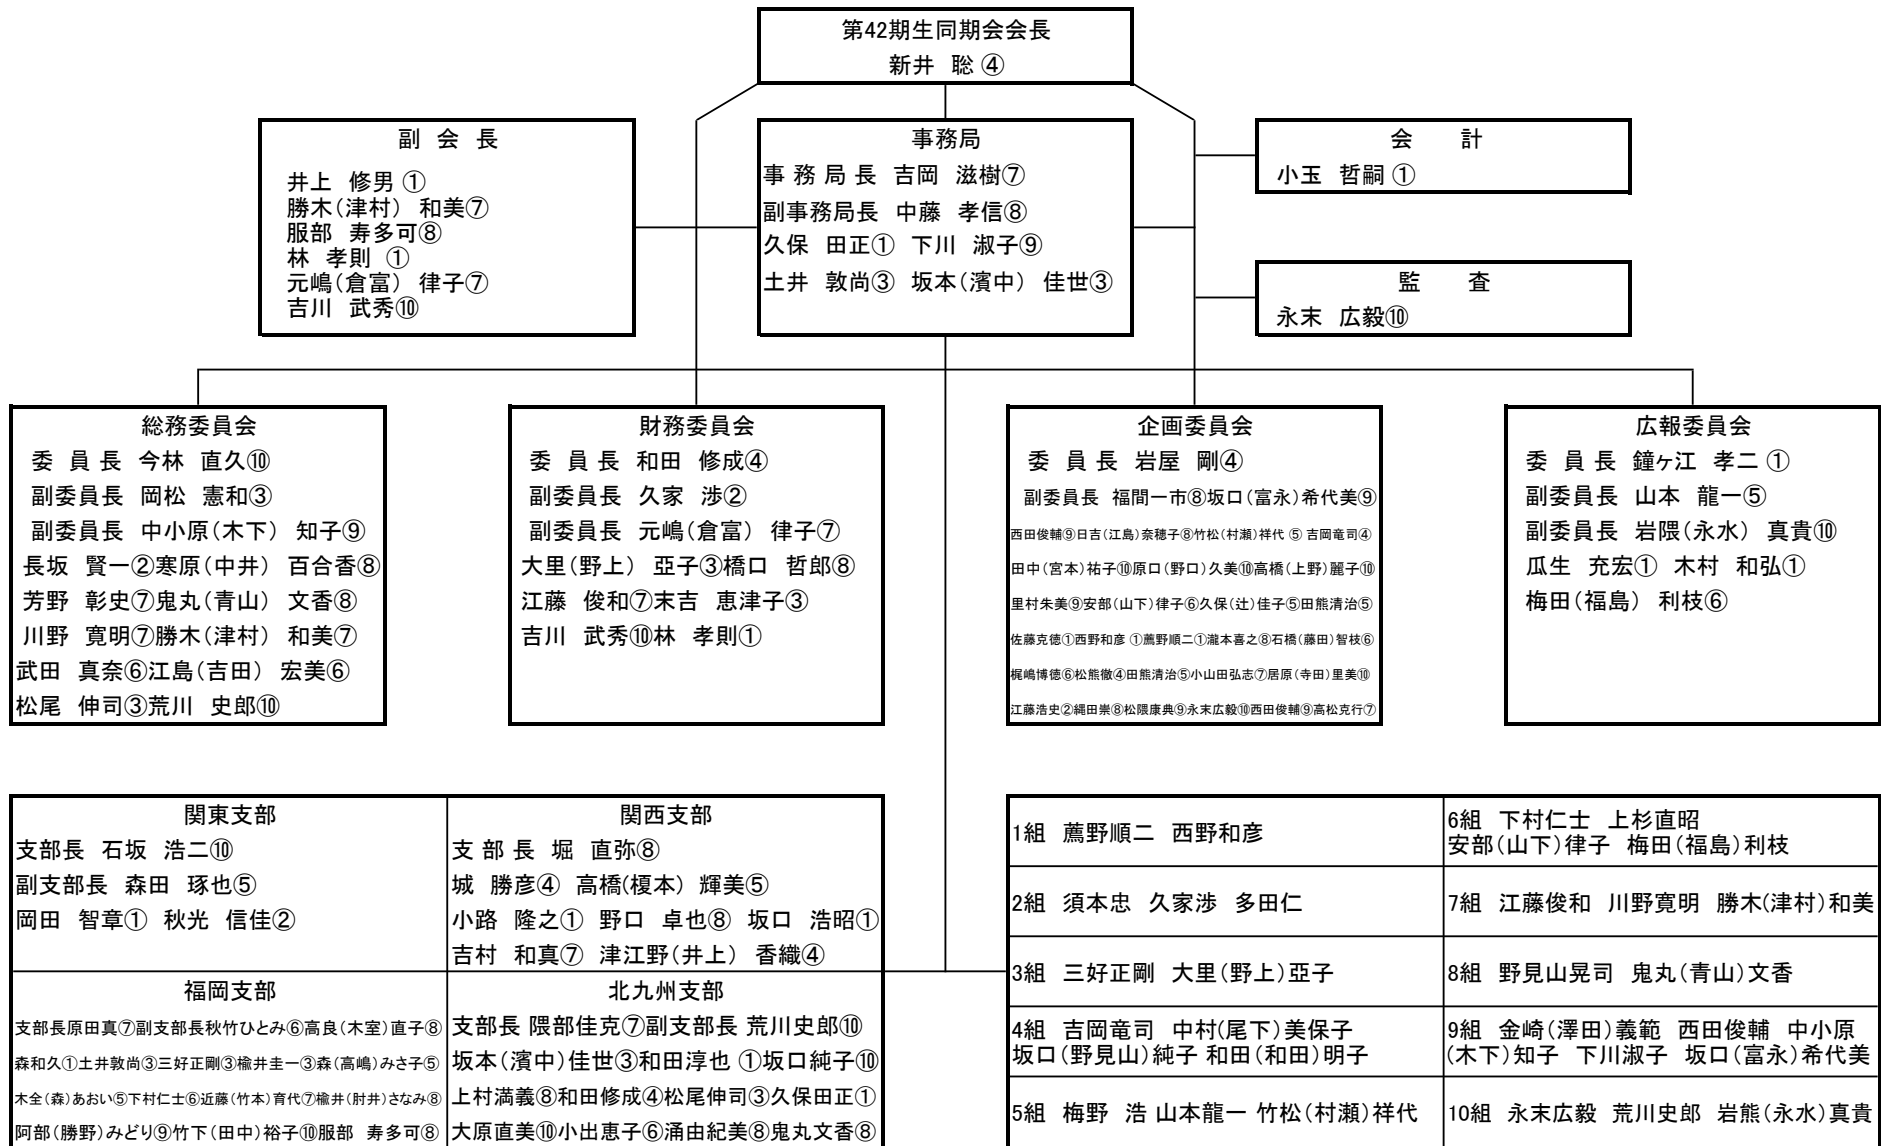 第42期生同期会会長
新井 聡④
副 会 長
井上 修男①
勝木(津村) 和美⑦
服部 寿多可⑧
林 孝則 ①
元嶋(倉富) 律子⑦
吉川 武秀⑩
事務局
事務局長 吉岡 滋樹⑦
副事務局長 中藤 孝信⑧
久保 田正① 下川 淑子⑨
土井 敦尚③ 坂本(濱中) 佳世③
会 計
小玉 哲嗣①
監 査
永末 広毅⑩
総務委員会
委 員 長 今林 直久⑩
副委員長 岡松 憲和③
副委員長 中小原(木下) 知子⑨
長坂 賢一②寒原(中井) 百合香⑧
芳野 彰史⑦鬼丸(青山) 文香⑧
川野 寛明⑦勝木(津村) 和美⑦
武田 真奈⑥江島(吉田) 宏美⑥
松尾 伸司③荒川 史郎⑩
財務委員会
委 員 長 和田 修成④
副委員長 久家 渉②
副委員長 元嶋(倉富) 律子⑦
大里(野上) 亞子③橋口 哲郎⑧
江藤 俊和⑦末吉 恵津子③
吉川 武秀⑩林 孝則①
企画委員会
委 員 長 岩屋 剛④
副委員長 福間一市⑧坂口(富永)希代美⑨
西田俊輔⑨日吉(江島)奈穂子⑧竹松(村瀬)祥代 ⑤ 吉岡竜司④
田中(宮本)祐子⑩原口(野口)久美⑩高橋(上野)麗子⑩
里村朱美⑨安部(山下)律子⑥久保(辻)佳子⑤田熊清治⑤
佐藤克徳①西野和彦 ①薦野順二①瀧本喜之⑧石橋(藤田)智枝⑥
梶嶋博徳⑥松熊徹④田熊清治⑤小山田弘志⑦居原(寺田)里美⑩
江藤浩史②縄田崇⑧松隈康典⑨永末広毅⑩西田俊輔⑨高松克行⑦
広報委員会
委 員 長 鐘ヶ江 孝二①
副委員長 山本 龍一⑤
副委員長 岩隈(永水) 真貴⑩
瓜生 充宏① 木村 和弘①
梅田(福島) 利枝⑥
関東支部
支部長 石坂 浩二⑩
副支部長 森田 琢也⑤
岡田 智章① 秋光 信佳②
関西支部
支 部 長 堀 直弥⑧
城 勝彦④ 高橋(榎本) 輝美⑤
小路 隆之① 野口 卓也⑧ 坂口 浩昭①
吉村 和真⑦ 津江野(井上) 香織④
福岡支部
支部長原田真⑦副支部長秋竹ひとみ⑥高良(木室)直子⑧
森和久①土井敦尚③三好正剛③楡井圭一③森(高嶋)みさ子⑤
木全(森)あおい⑤下村仁士⑥近藤(竹本)育代⑦楡井(肘井)さなみ⑧
阿部(勝野)みどり⑨竹下(田中)裕子⑩服部 寿多可⑧
北九州支部
支部長 隈部佳克⑦副支部長 荒川史郎⑩
坂本(濱中)佳世③和田淳也 ①坂口純子⑩
上村満義⑧和田修成④松尾伸司③久保田正①
大原直美⑩小出恵子⑥涌由紀美⑧鬼丸文香⑧
1組 薦野順二 西野和彦
2組 須本忠 久家渉 多田仁
3組 三好正剛 大里(野上)亞子
4組 吉岡竜司 中村(尾下)美保子
坂口(野見山)純子 和田(和田)明子
5組 梅野 浩 山本龍一 竹松(村瀬)祥代
6組 下村仁士 上杉直昭
安部(山下)律子 梅田(福島)利枝
7組 江藤俊和 川野寛明 勝木(津村)和美
8組 野見山晃司 鬼丸(青山)文香
9組 金崎(澤田)義範 西田俊輔 中小原
(木下)知子 下川淑子 坂口(富永)希代美
10組 永末広毅 荒川史郎 岩熊(永水)真貴